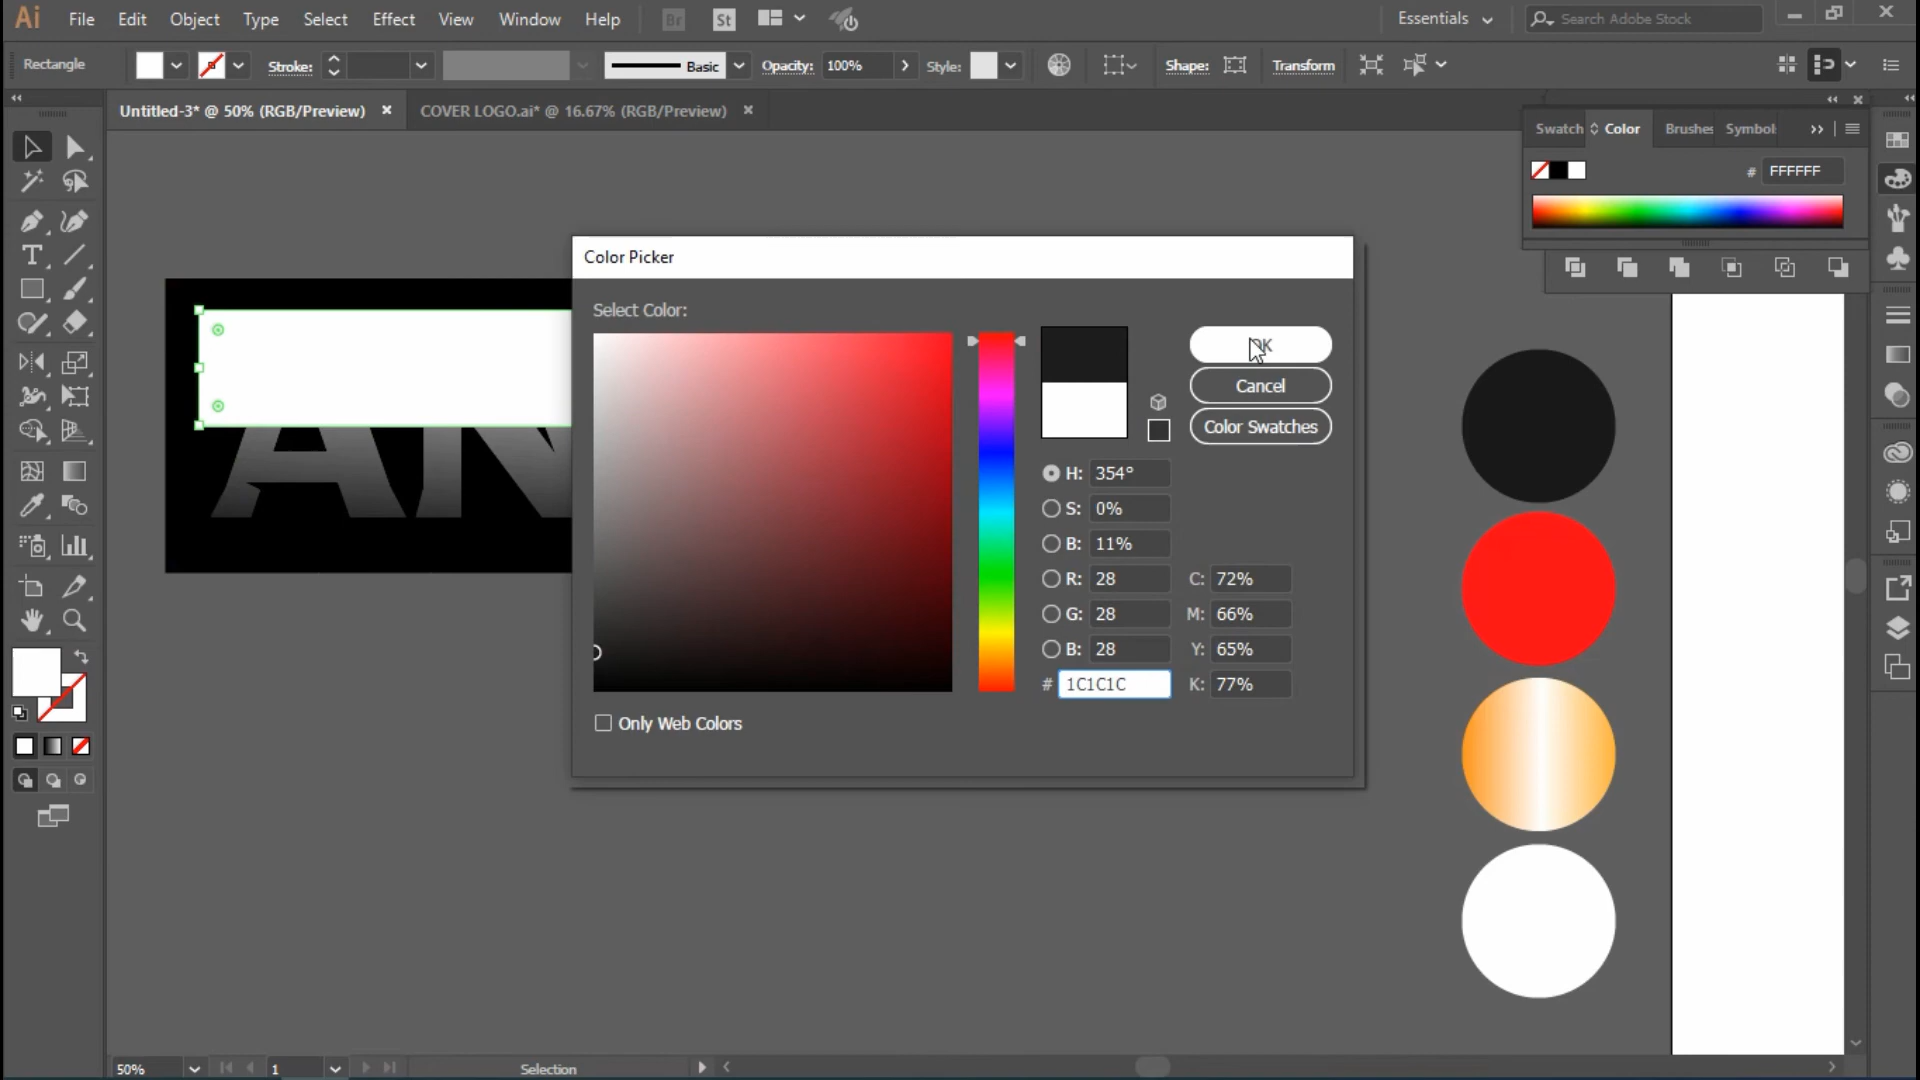 Ai File Edit Object Type Select Effect View Window Help Br St Essentials Search Adobe Stock
Rectangle Stroke: Basic Opacity: 100% Style: Shape: Transform
Untitled-3* @ 50% (RGB/Preview) COVER LOGO.ai* @ 16.67% (RGB/Preview)
Swatch Color Brushes Symbol
# FFFFFF
Color Picker
Select Color:
OK
Cancel
Color Swatches
H: 354°
S: 0%
B: 11%
R: 28 C: 72%
G: 28 M: 66%
B: 28 Y: 65%
# 1C1C1C K: 77%
Only Web Colors
50% 1 Selection